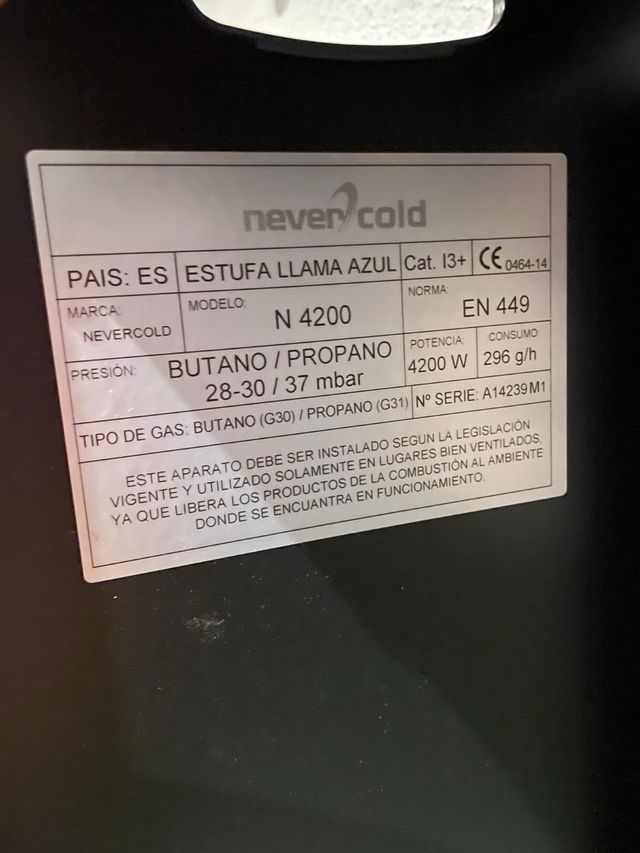 never cold
PAIS: ES ESTUFA LLAMA AZUL Cat. I3+ CE 0464-14
MARCA: NEVERCOLD MODELO: N 4200 NORMA: EN 449
PRESIÓN: BUTANO / PROPANO
28-30 / 37 mbar
POTENCIA: 4200 W CONSUMO: 296 g/h
TIPO DE GAS: BUTANO (G30) / PROPANO (G31) Nº SERIE: A14239M1
ESTE APARATO DEBE SER INSTALADO SEGUN LA LEGISLACIÓN
VIGENTE Y UTILIZADO SOLAMENTE EN LUGARES BIEN VENTILADOS,
YA QUE LIBERA LOS PRODUCTOS DE LA COMBUSTIÓN AL AMBIENTE
DONDE SE ENCUANTRA EN FUNCIONAMIENTO.